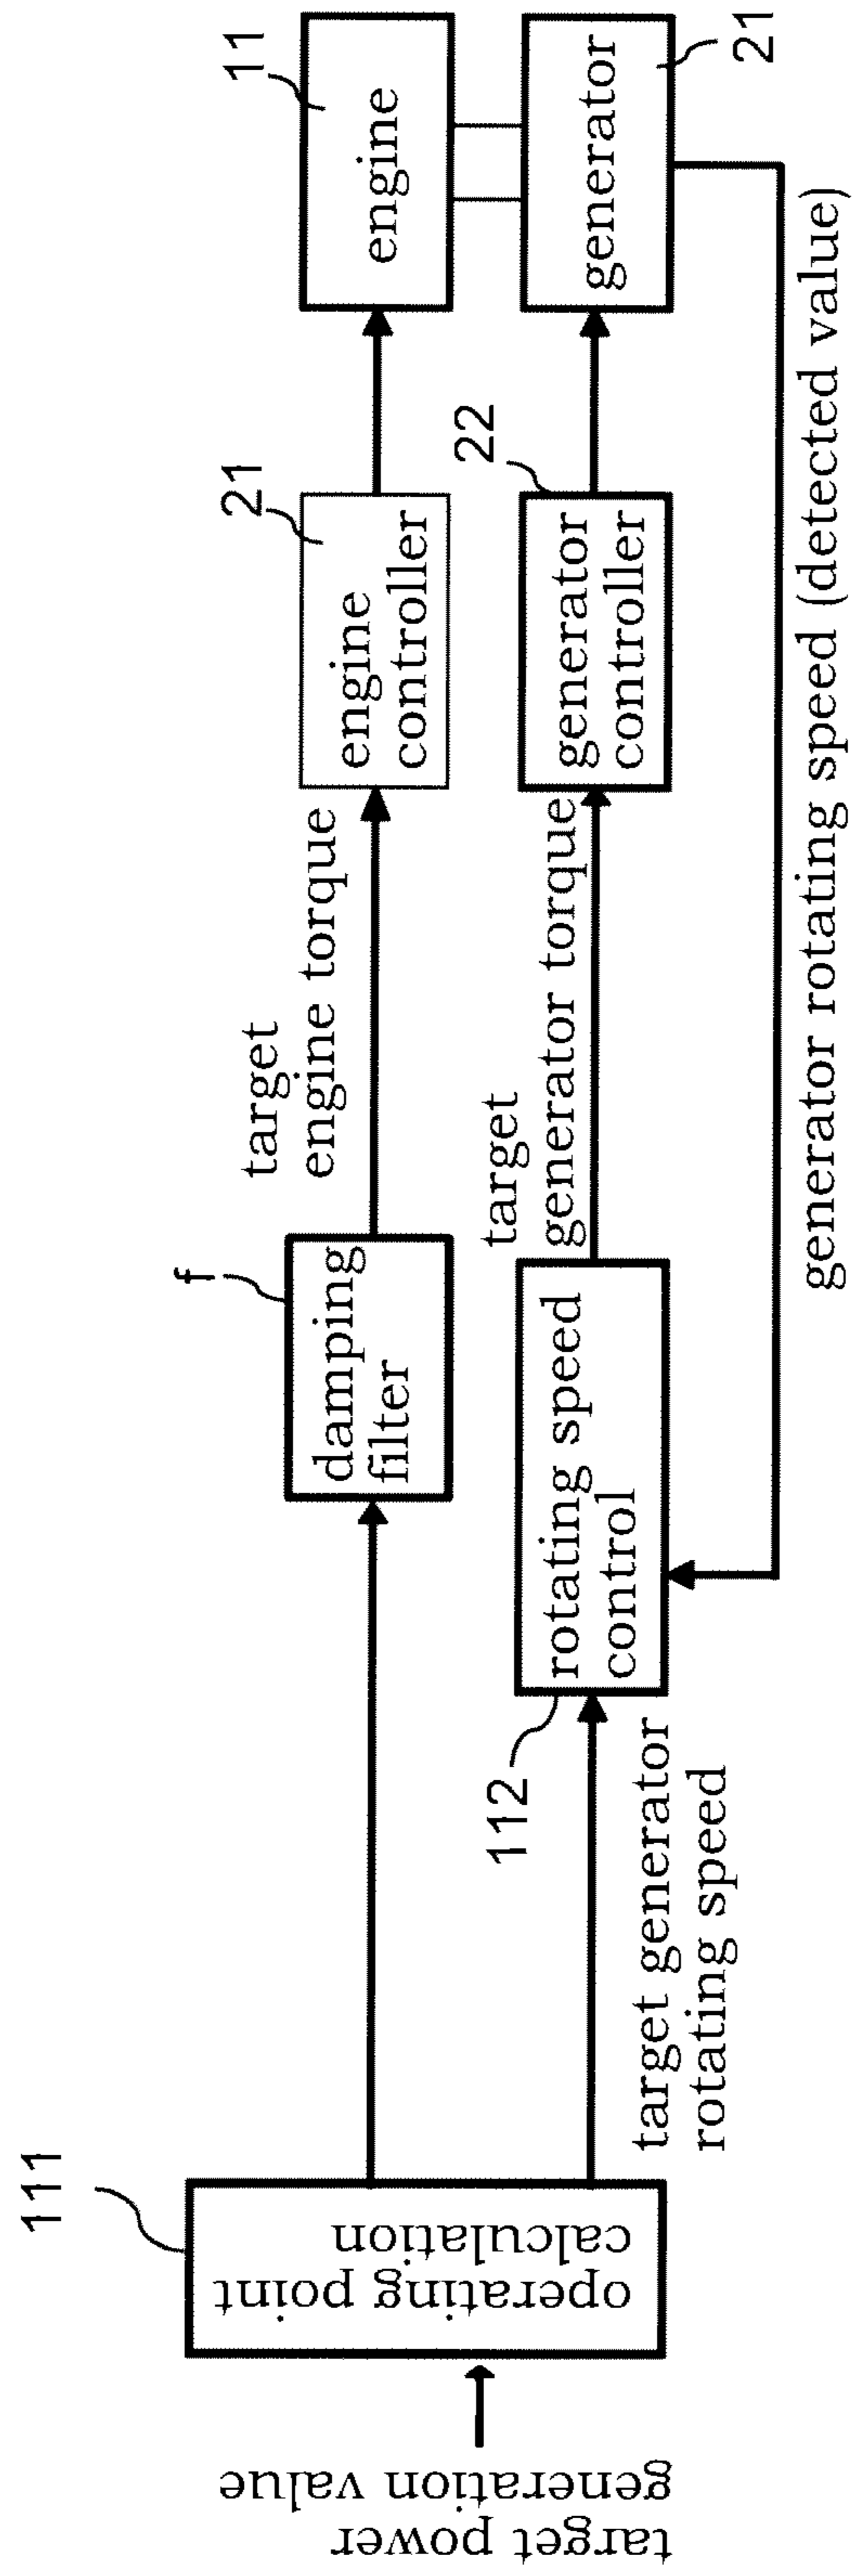 target power
generation value
111
operating point
calculation
target generator
rotating speed
f
damping
filter
112
rotating speed
control
target
engine torque
target
generator torque
21
engine
controller
22
generator
controller
11
engine
generator
21
generator rotating speed (detected value)